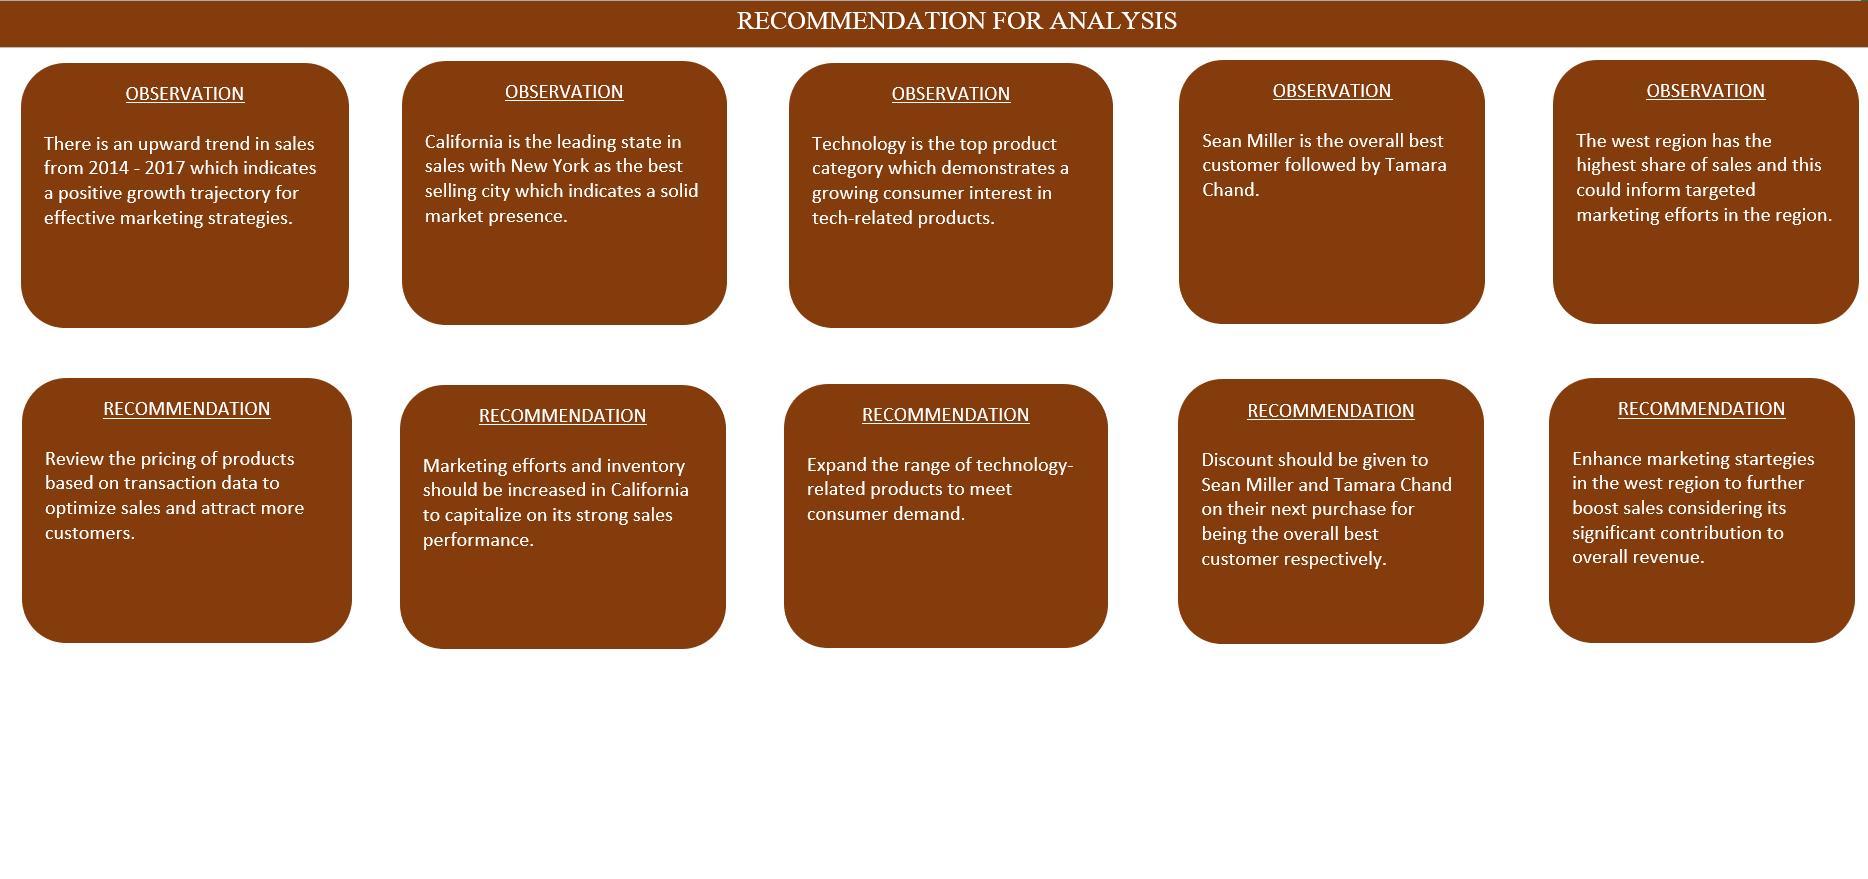 RECOMMENDATION FOR ANALYSIS
OBSERVATION
There is an upward trend in sales
from 2014 - 2017 which indicates
a positive growth trajectory for
effective marketing strategies.
OBSERVATION
California is the leading state in
sales with New York as the best
selling city which indicates a solid
market presence.
OBSERVATION
Technology is the top product
category which demonstrates a
growing consumer interest in
tech-related products.
OBSERVATION
Sean Miller is the overall best
customer followed by Tamara
Chand.
OBSERVATION
The west region has the
highest share of sales and this
could inform targeted
marketing efforts in the region.
RECOMMENDATION
Review the pricing of products
based on transaction data to
optimize sales and attract more
customers.
RECOMMENDATION
Marketing efforts and inventory
should be increased in California
to capitalize on its strong sales
performance.
RECOMMENDATION
Expand the range of technology-
related products to meet
consumer demand.
RECOMMENDATION
Discount should be given to
Sean Miller and Tamara Chand
on their next purchase for
being the overall best
customer respectively.
RECOMMENDATION
Enhance marketing startegies
in the west region to further
boost sales considering its
significant contribution to
overall revenue.